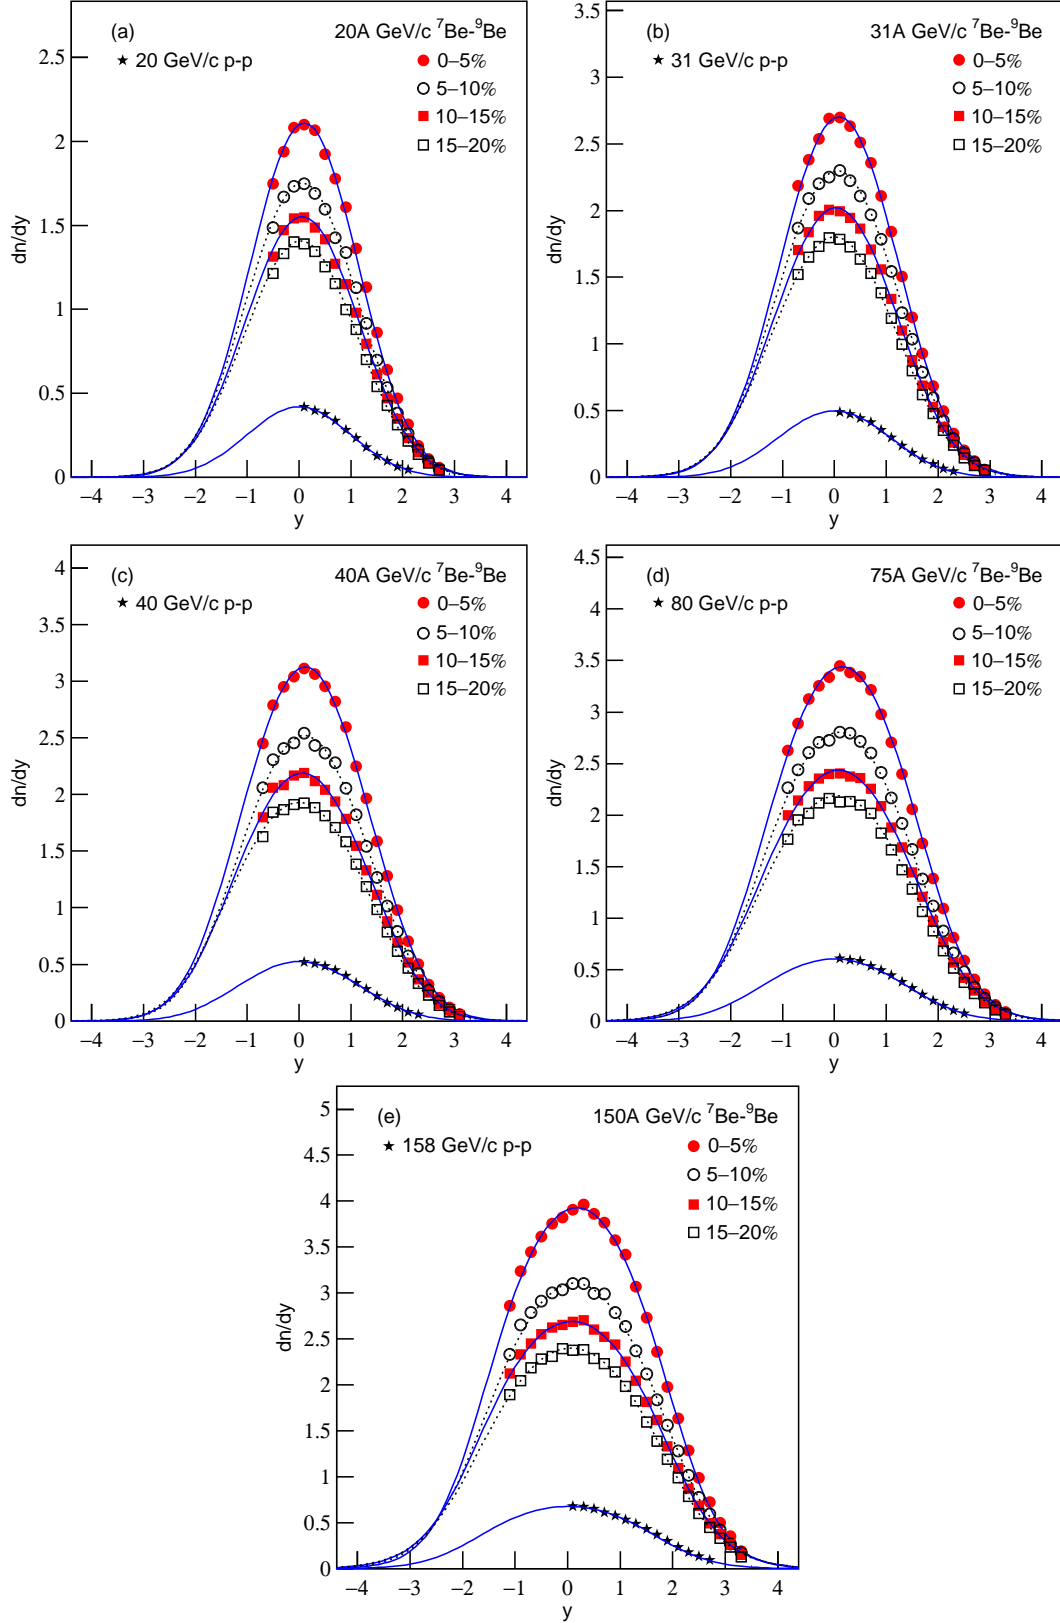 (a) 20A GeV/c ⁷Be-⁹Be
★ 20 GeV/c p-p
0–5%
5–10%
10–15%
15–20%
dn/dy
2.5
2
1.5
1
0.5
0
−4 −3 −2 −1 0 1 2 3 4
y
(b) 31A GeV/c ⁷Be-⁹Be
★ 31 GeV/c p-p
0–5%
5–10%
10–15%
15–20%
dn/dy
3.5
3
2.5
2
1.5
1
0.5
0
−4 −3 −2 −1 0 1 2 3 4
y
(c) 40A GeV/c ⁷Be-⁹Be
★ 40 GeV/c p-p
0–5%
5–10%
10–15%
15–20%
dn/dy
4
3.5
3
2.5
2
1.5
1
0.5
0
−4 −3 −2 −1 0 1 2 3 4
y
(d) 75A GeV/c ⁷Be-⁹Be
★ 80 GeV/c p-p
0–5%
5–10%
10–15%
15–20%
dn/dy
4.5
4
3.5
3
2.5
2
1.5
1
0.5
0
−4 −3 −2 −1 0 1 2 3 4
y
(e) 150A GeV/c ⁷Be-⁹Be
★ 158 GeV/c p-p
0–5%
5–10%
10–15%
15–20%
dn/dy
5
4.5
4
3.5
3
2.5
2
1.5
1
0.5
0
−4 −3 −2 −1 0 1 2 3 4
y